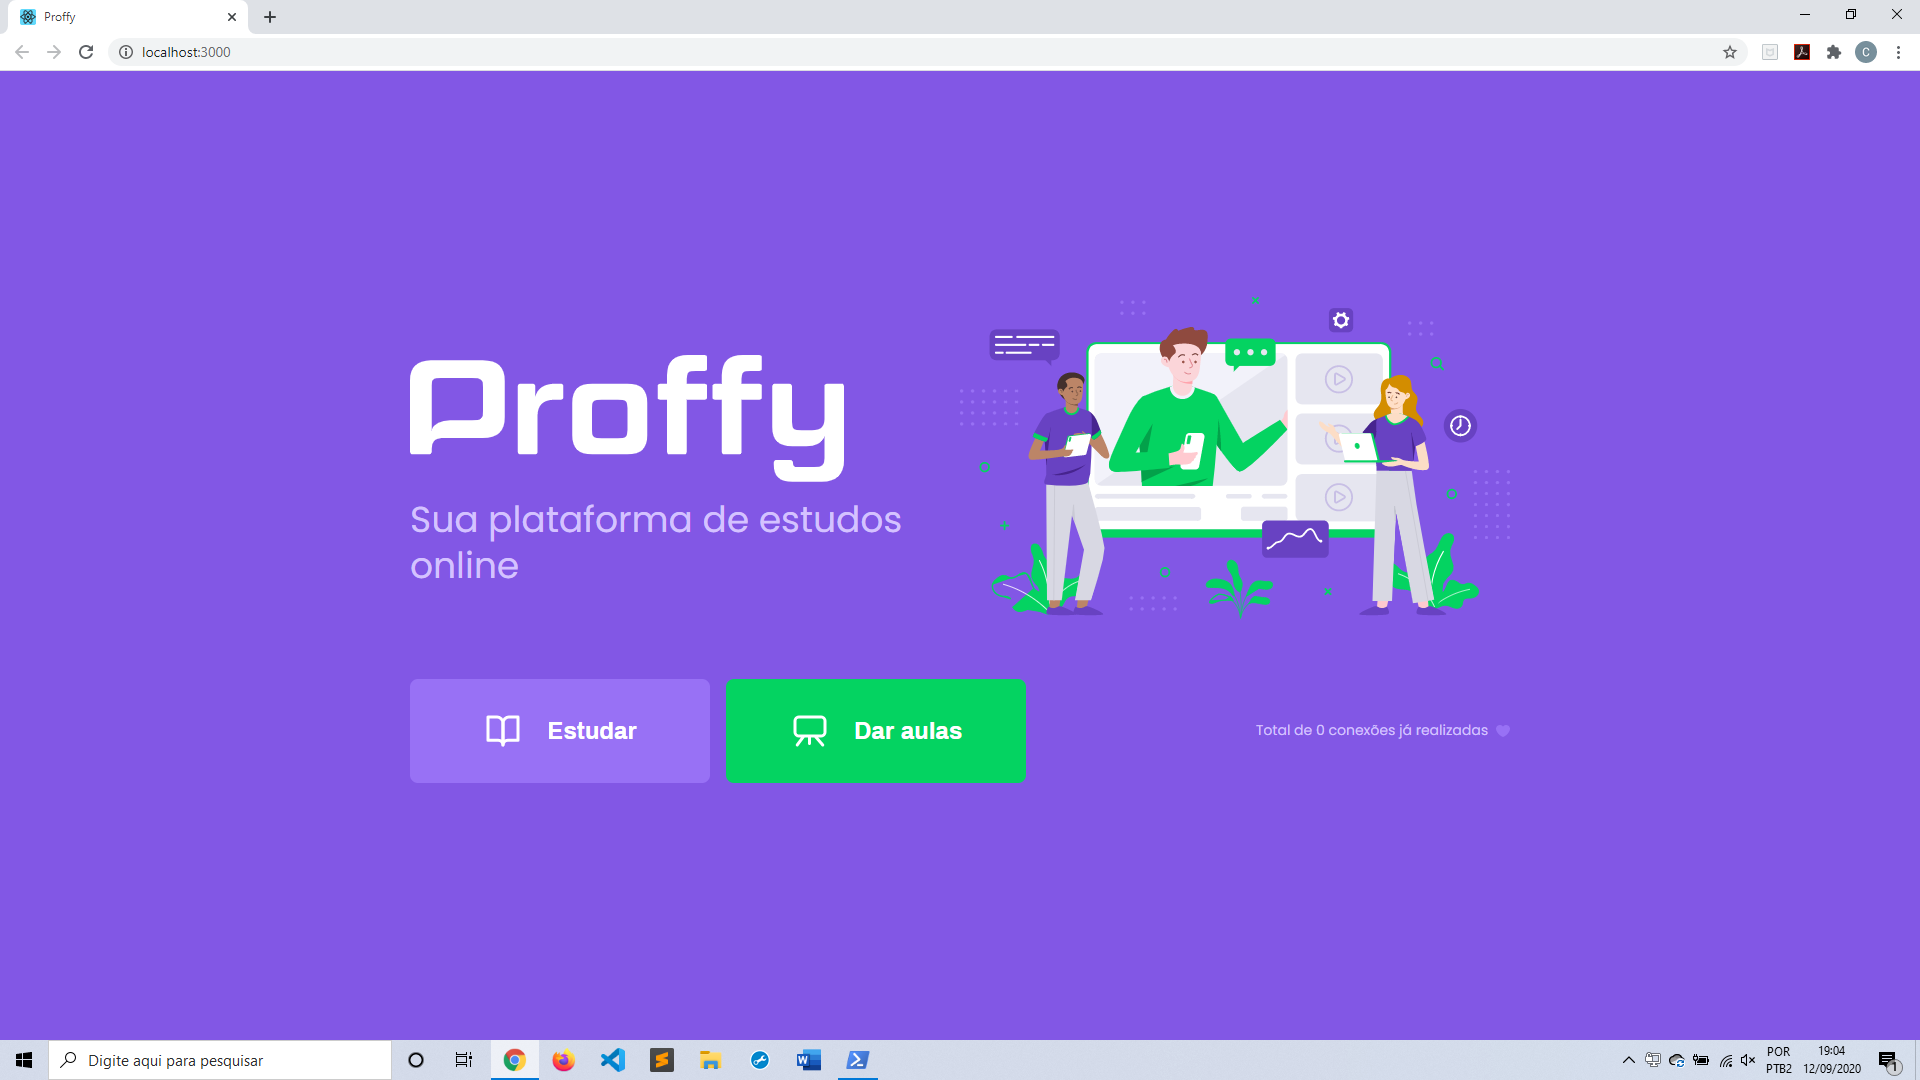 Proffy
localhost:3000
C
Proffy
Sua plataforma de estudos
online
Estudar
Dar aulas
Total de 0 conexões já realizadas
Digite aqui para pesquisar
POR
PTB2
19:04
12/09/2020
1